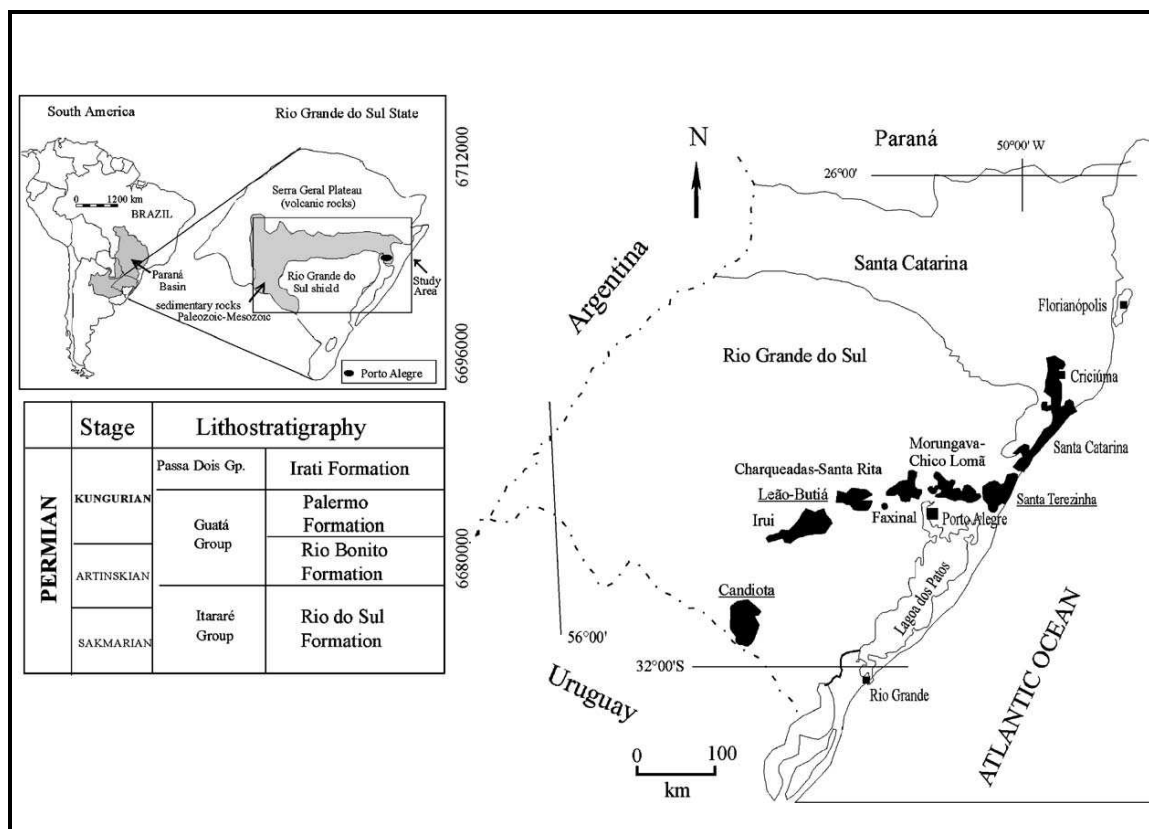 South America
Rio Grande do Sul State
0 1200 km
BRAZIL
Paraná
Basin
Serra Geral Plateau
(volcanic rocks)
Rio Grande do
Sul shield
sedimentary rocks
Paleozoic-Mesozoic
Study
Area
Porto Alegre
6712000
6696000
6680000
Stage
Lithostratigraphy
PERMIAN
KUNGURIAN
ARTINSKIAN
SAKMARIAN
Passa Dois Gp.
Irati Formation
Guatá
Group
Palermo
Formation
Rio Bonito
Formation
Itararé
Group
Rio do Sul
Formation
N
Paraná
50°00' W
26°00'
Argentina
Santa Catarina
Florianópolis
Rio Grande do Sul
Criciúma
Santa Catarina
Morungava-
Chico Lomã
Charqueadas-Santa Rita
Leão-Butiá
Santa Terezinha
Irui
Faxinal
Porto Alegre
Candiota
Lagoa dos Patos
56°00'
32°00'S
Uruguay
Rio Grande
ATLANTIC OCEAN
0 100
km